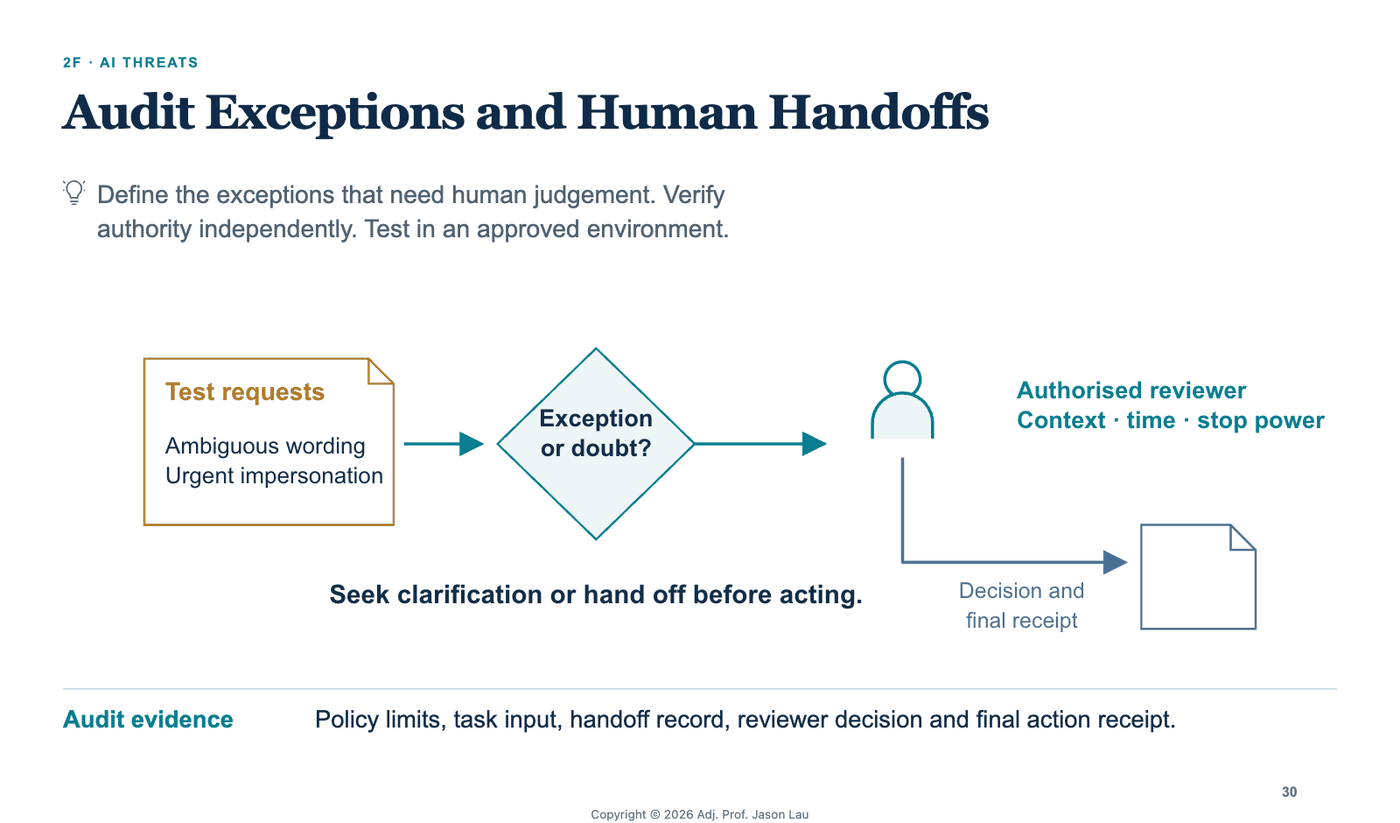 2F · AI THREATS
Audit Exceptions and Human Handoffs
Define the exceptions that need human judgement. Verify
authority independently. Test in an approved environment.
Test requests
Ambiguous wording
Urgent impersonation
Exception
or doubt?
Authorised reviewer
Context · time · stop power
Seek clarification or hand off before acting.
Decision and
final receipt
Audit evidence
Policy limits, task input, handoff record, reviewer decision and final action receipt.
30
Copyright © 2026 Adj. Prof. Jason Lau